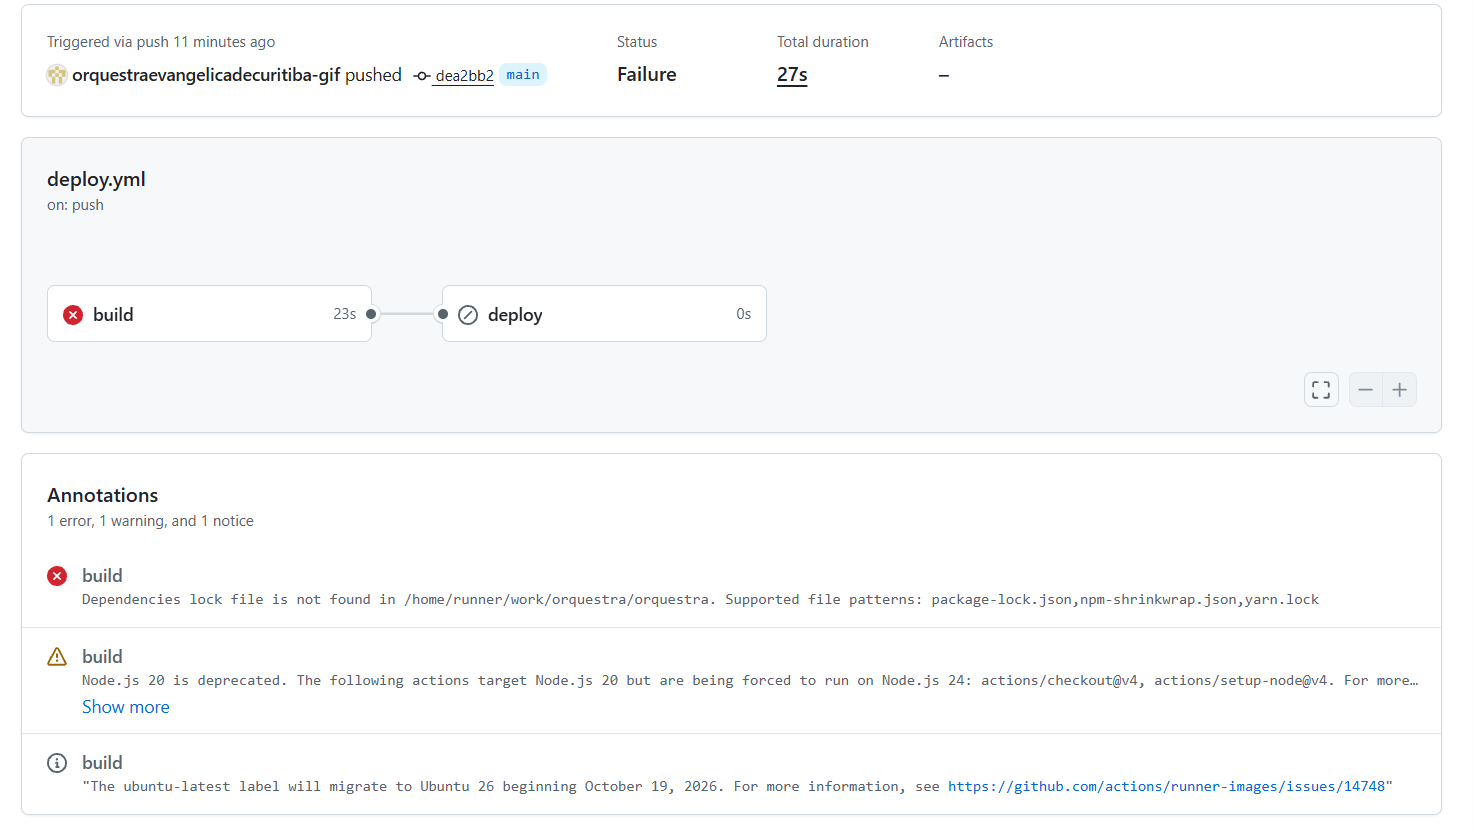 Triggered via push 11 minutes ago
orquestraevangelicadecuritiba-gif pushed dea2bb2 main
Status
Failure
Total duration
27s
Artifacts
–
deploy.yml
on: push
build 23s
deploy 0s
Annotations
1 error, 1 warning, and 1 notice
build
Dependencies lock file is not found in /home/runner/work/orquestra/orquestra. Supported file patterns: package-lock.json,npm-shrinkwrap.json,yarn.lock
build
Node.js 20 is deprecated. The following actions target Node.js 20 but are being forced to run on Node.js 24: actions/checkout@v4, actions/setup-node@v4. For more…
Show more
build
"The ubuntu-latest label will migrate to Ubuntu 26 beginning October 19, 2026. For more information, see https://github.com/actions/runner-images/issues/14748"